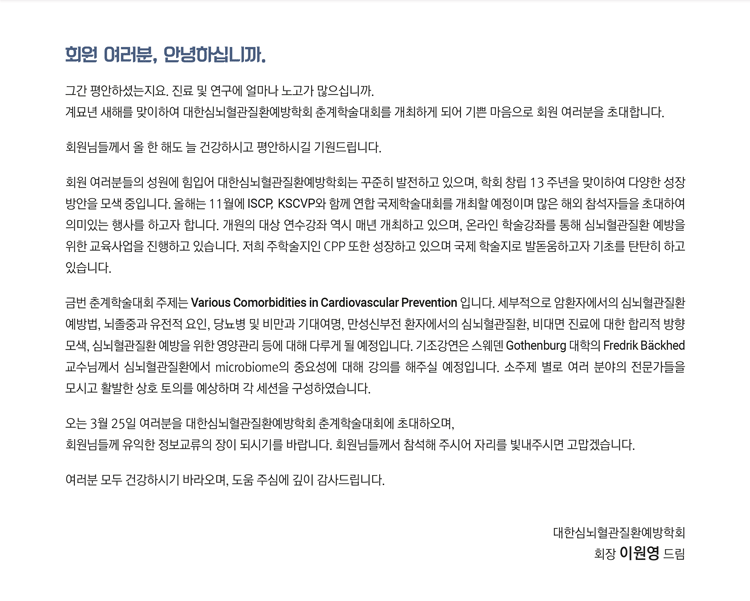 회원 여러분, 안녕하십니까.
그간 평안하셨는지요. 진료 및 연구에 얼마나 노고가 많으십니까.
계묘년 새해를 맞이하여 대한심뇌혈관질환예방학회 춘계학술대회를 개최하게 되어 기쁜 마음으로 회원 여러분을 초대합니다.
회원님들께서 올 한 해도 늘 건강하시고 평안하시길 기원드립니다.
회원 여러분들의 성원에 힘입어 대한심뇌혈관질환예방학회는 꾸준히 발전하고 있으며, 학회 창립 13 주년을 맞이하여 다양한 성장
방안을 모색 중입니다. 올해는 11월에 ISCP, KSCVP와 함께 연합 국제학술대회를 개최할 예정이며 많은 해외 참석자들을 초대하여
의미있는 행사를 하고자 합니다. 개원의 대상 연수강좌 역시 매년 개최하고 있으며, 온라인 학술강좌를 통해 심뇌혈관질환 예방을
위한 교육사업을 진행하고 있습니다. 저희 주학술지인 CPP 또한 성장하고 있으며 국제 학술지로 발돋움하고자 기초를 탄탄히 하고
있습니다.
금번 춘계학술대회 주제는 Various Comorbidities in Cardiovascular Prevention 입니다. 세부적으로 암환자에서의 심뇌혈관질환
예방법, 뇌졸중과 유전적 요인, 당뇨병 및 비만과 기대여명, 만성신부전 환자에서의 심뇌혈관질환, 비대면 진료에 대한 합리적 방향
모색, 심뇌혈관질환 예방을 위한 영양관리 등에 대해 다루게 될 예정입니다. 기조강연은 스웨덴 Gothenburg 대학의 Fredrik Bäckhed
교수님께서 심뇌혈관질환에서 microbiome의 중요성에 대해 강의를 해주실 예정입니다. 소주제 별로 여러 분야의 전문가들을
모시고 활발한 상호 토의를 예상하며 각 세션을 구성하였습니다.
오는 3월 25일 여러분을 대한심뇌혈관질환예방학회 춘계학술대회에 초대하오며,
회원님들께 유익한 정보교류의 장이 되시기를 바랍니다. 회원님들께서 참석해 주시어 자리를 빛내주시면 고맙겠습니다.
여러분 모두 건강하시기 바라오며, 도움 주심에 깊이 감사드립니다.
대한심뇌혈관질환예방학회
회장 이원영 드림